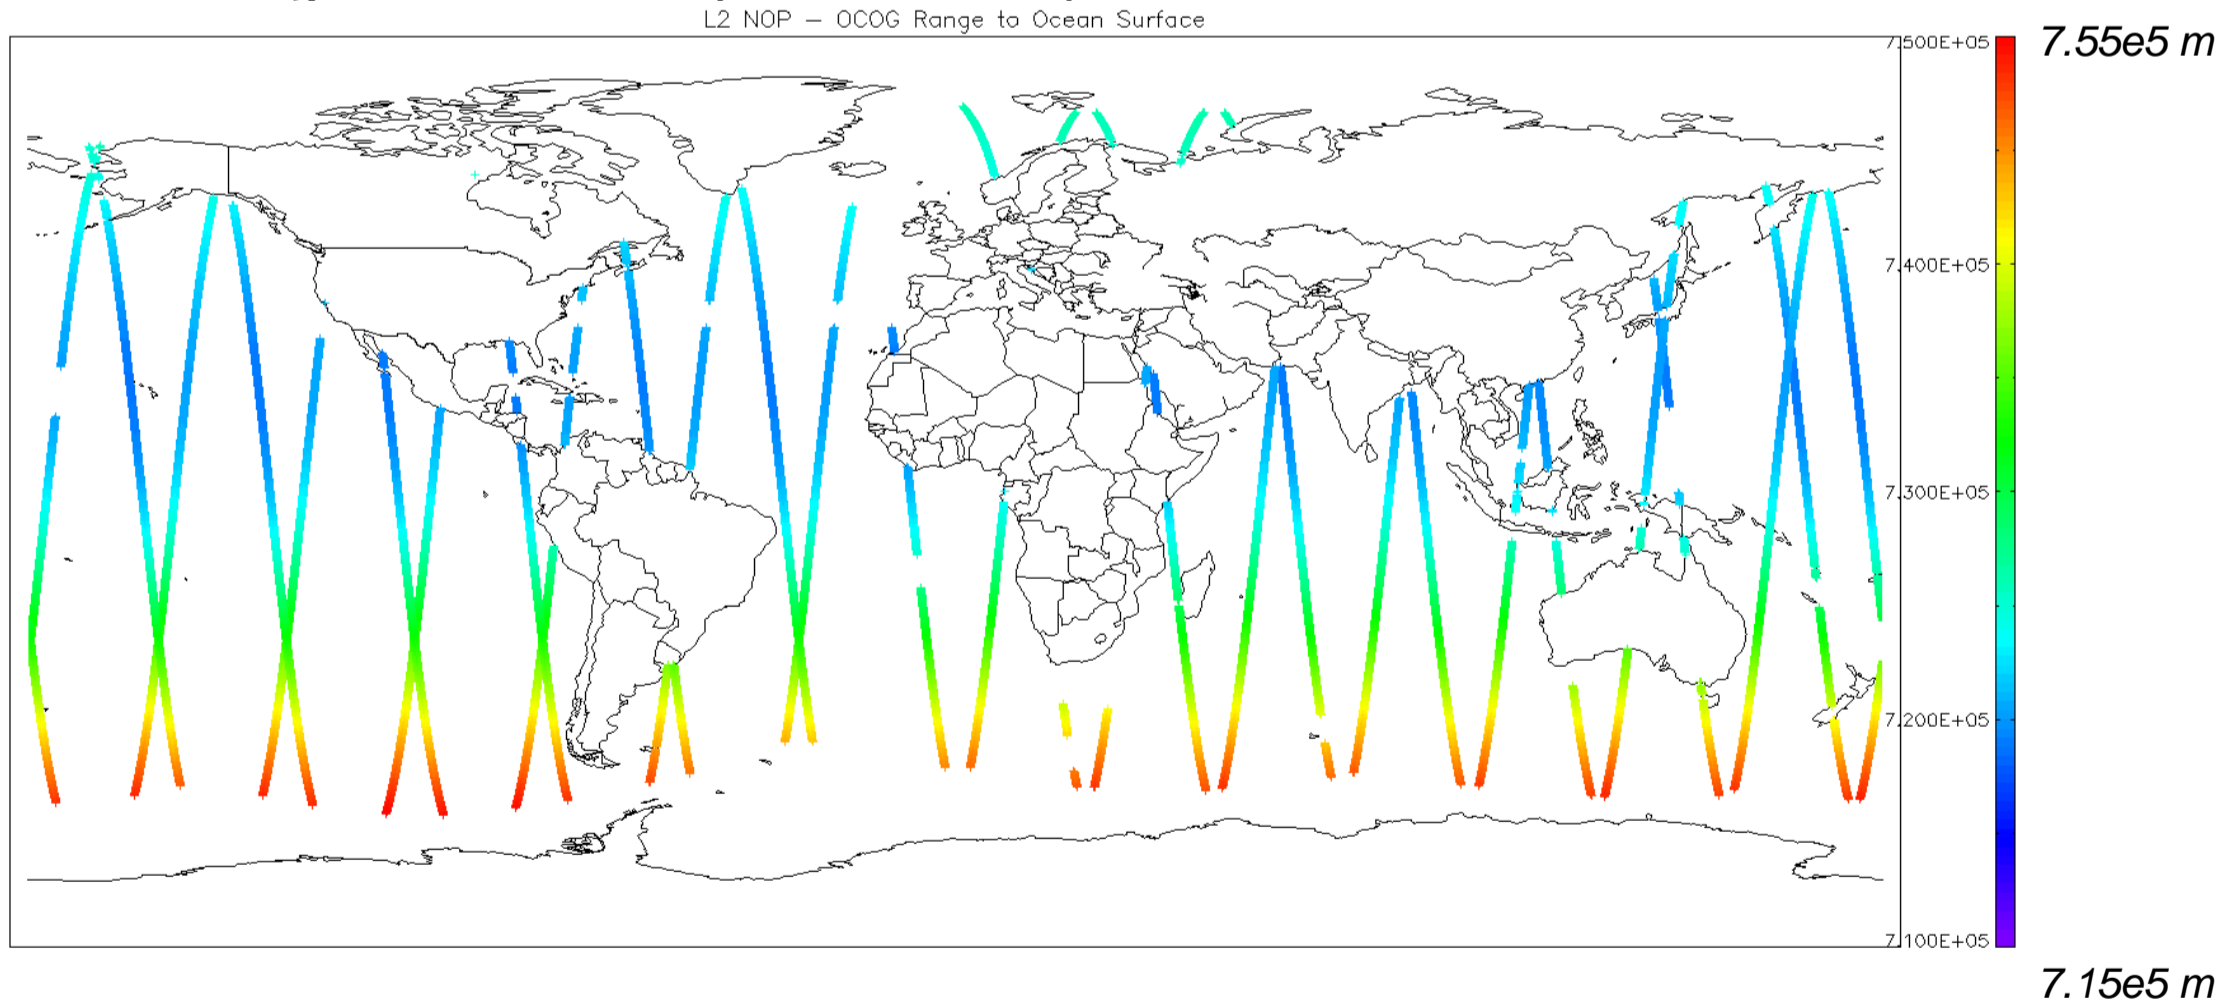 L2 NOP – OCOG Range to Ocean Surface
7.500E+05
7.55e5 m
7.400E+05
7.300E+05
7.200E+05
7.100E+05
7.15e5 m